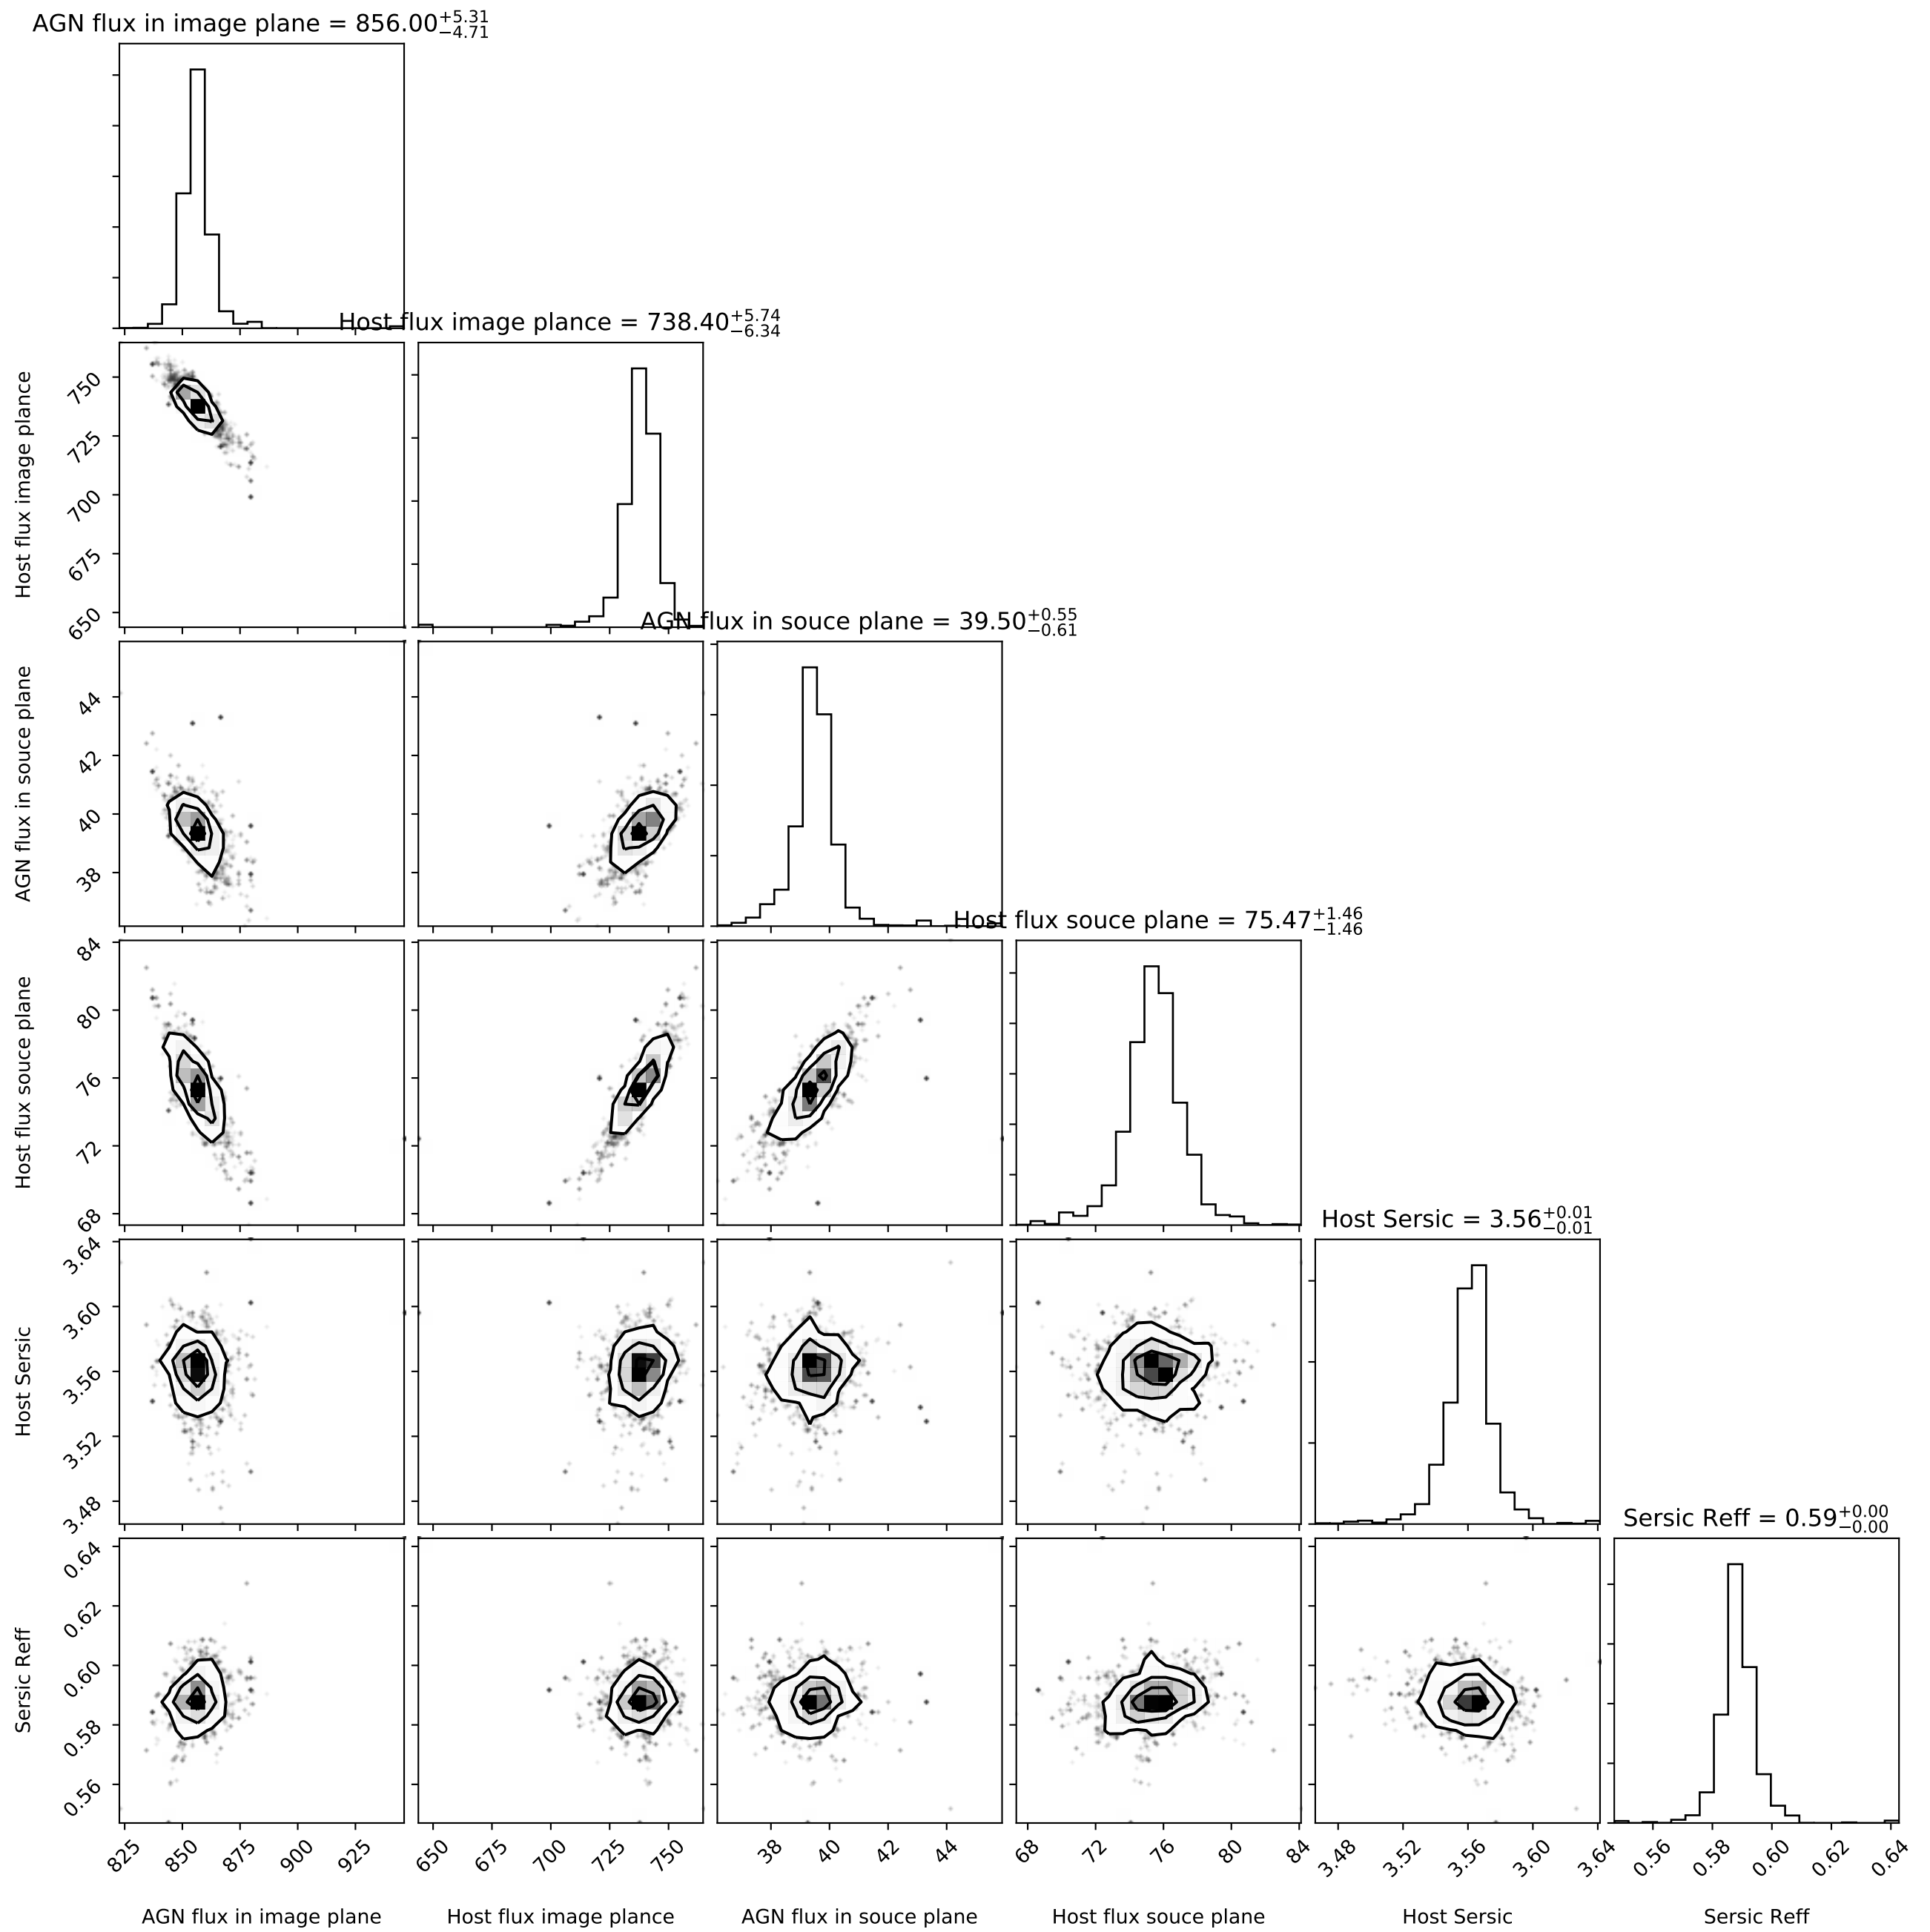 AGN flux in image plane = 856.00+5.31−4.71
Host flux image plance = 738.40+5.74−6.34
750
725
700
675
650
Host flux image plance
AGN flux in souce plane = 39.50+0.55−0.61
44
42
40
38
AGN flux in souce plane
Host flux souce plane = 75.47+1.46−1.46
84
80
76
72
68
Host flux souce plane
Host Sersic = 3.56+0.01−0.01
3.64
3.60
3.56
3.52
3.48
Host Sersic
Sersic Reff = 0.59+0.00−0.00
0.64
0.62
0.60
0.58
0.56
Sersic Reff
825 850 875 900 925
650 675 700 725 750
38 40 42 44
68 72 76 80 84
3.48 3.52 3.56 3.60 3.64
0.56 0.58 0.60 0.62 0.64
AGN flux in image plane
Host flux image plance
AGN flux in souce plane
Host flux souce plane
Host Sersic
Sersic Reff